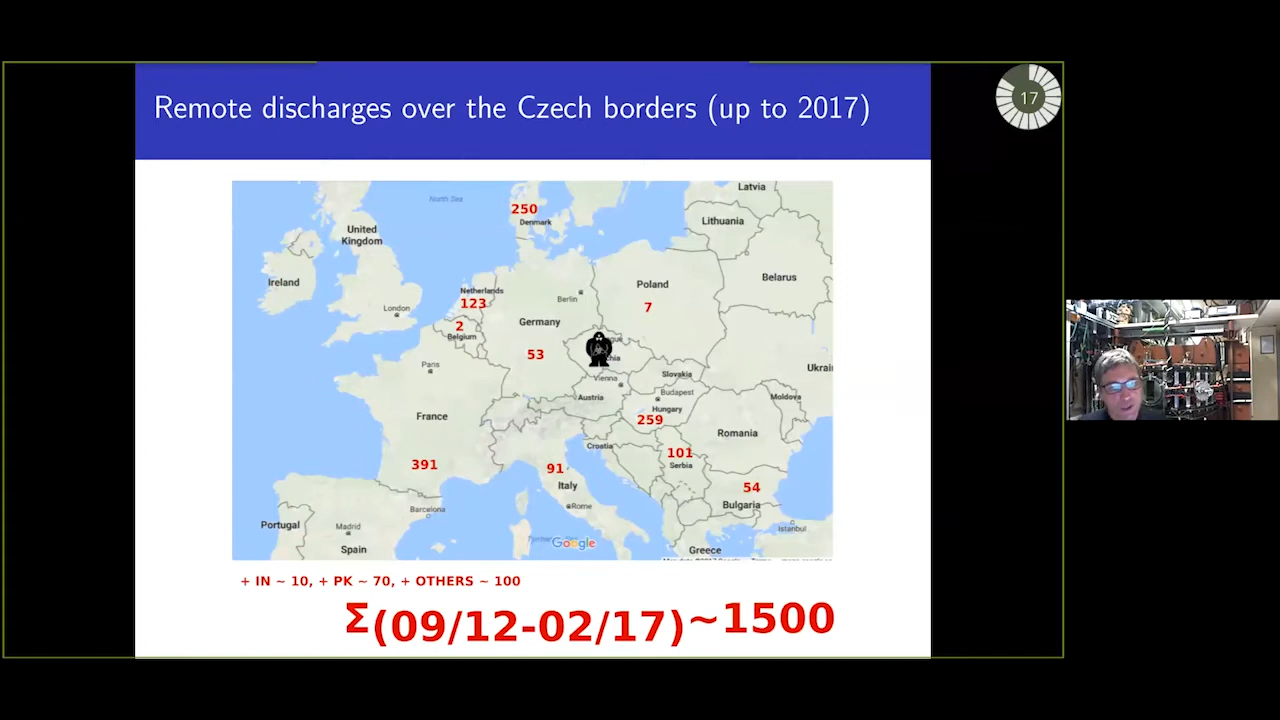 Remote discharges over the Czech borders (up to 2017)
17
Latvia
North Sea
250
Denmark
Lithuania
United
Kingdom
Ireland
Belarus
Poland
Netherlands
Berlin
123
7
London
Germany
2
Belgium
53
Paris
Vienna
Slovakia
Ukrai
Budapest
Austria
Moldova
Hungary
France
259
Romania
Croatia
101
Serbia
391
91
Italy
54
Bulgaria
Rome
Barcelona
Portugal
Madrid
Istanbul
Spain
Google
Greece
+ IN ~ 10, + PK ~ 70, + OTHERS ~ 100
Σ(09/12-02/17)~1500